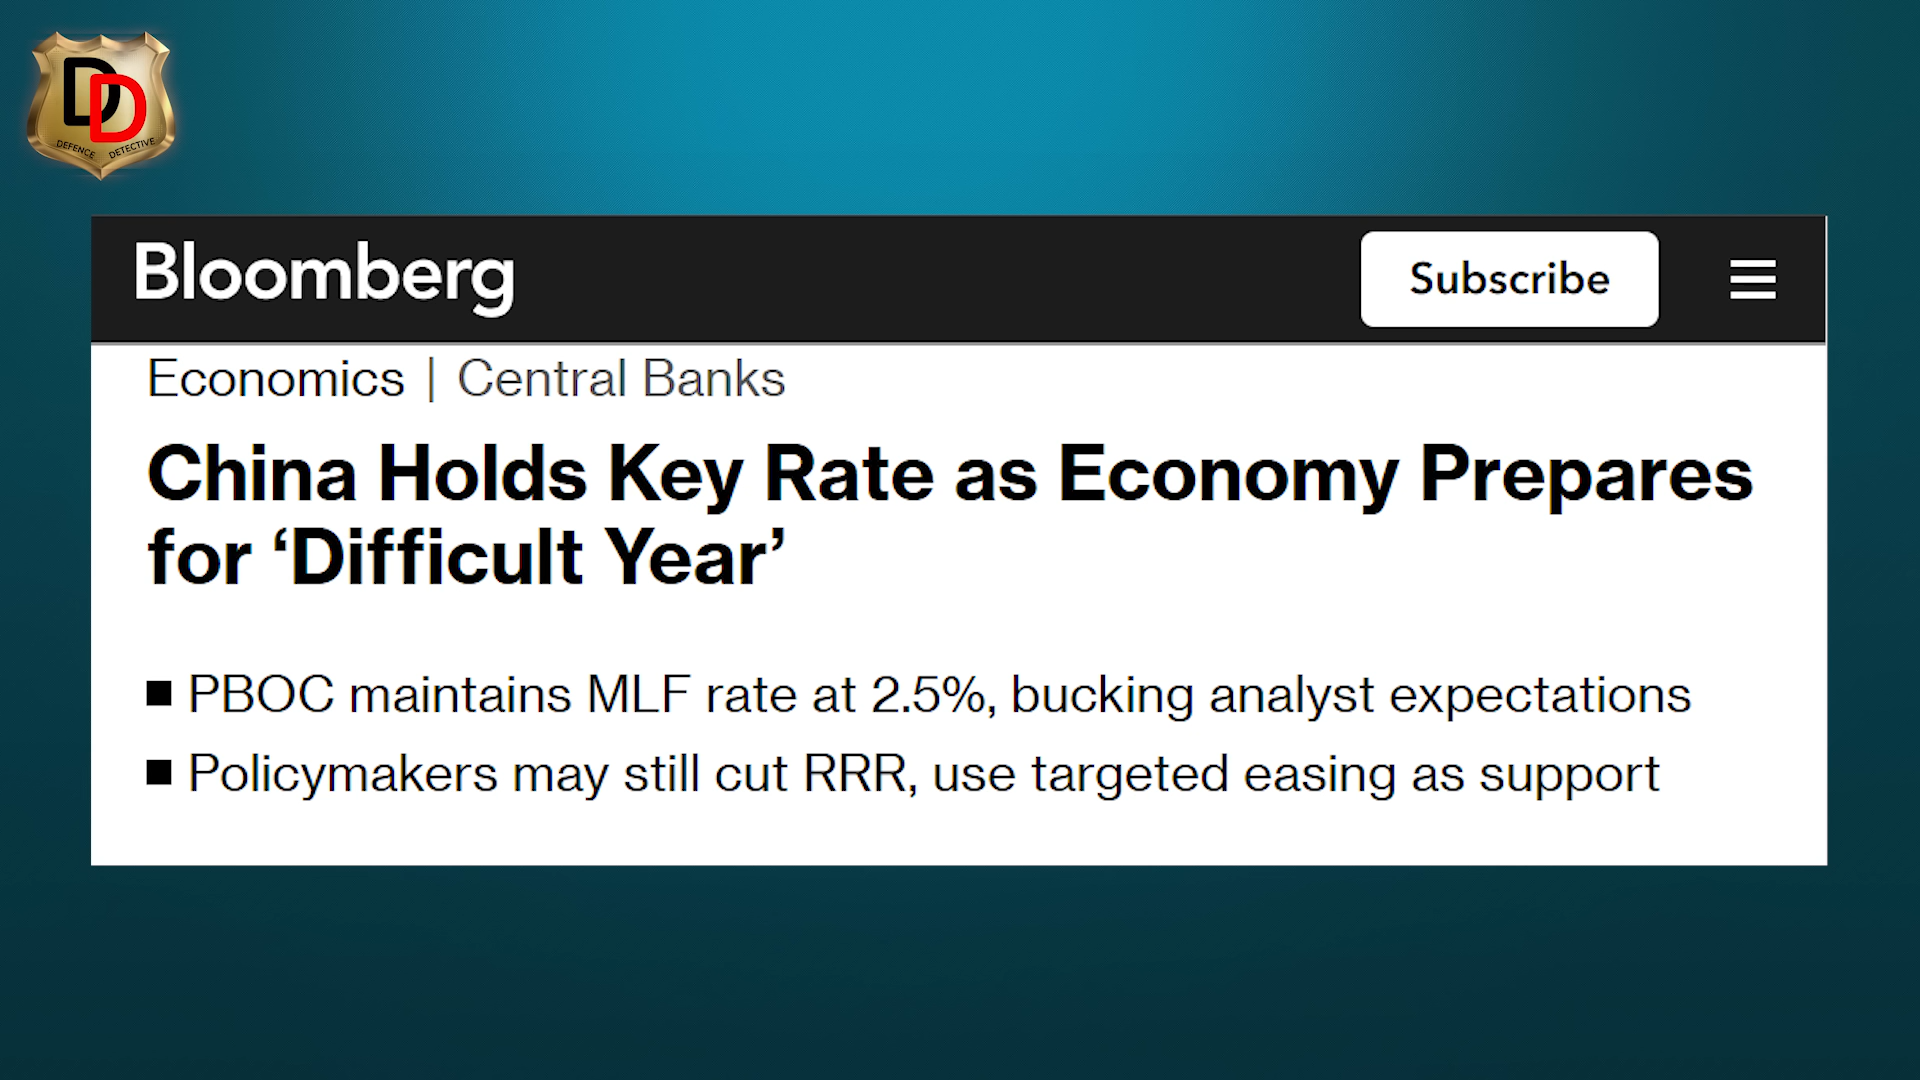 DD
DEFENCE DETECTIVE
Bloomberg
Subscribe
Economics | Central Banks
China Holds Key Rate as Economy Prepares
for ‘Difficult Year’
■ PBOC maintains MLF rate at 2.5%, bucking analyst expectations
■ Policymakers may still cut RRR, use targeted easing as support